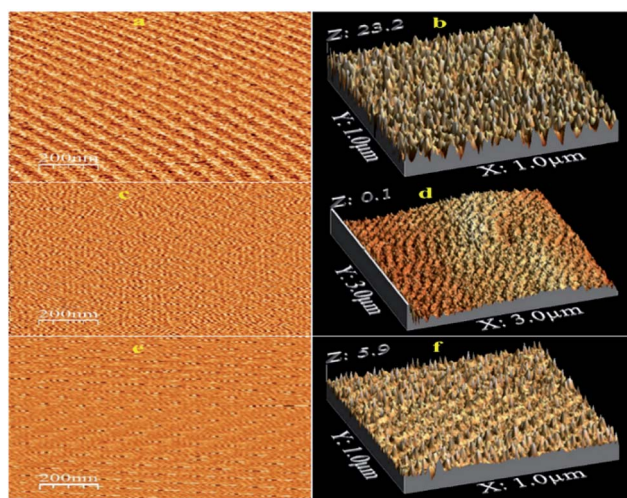 a
200nm
b
Z: 23.2
Y: 1.0µm
X: 1.0µm
c
200nm
d
Z: 0.1
Y: 3.0µm
X: 3.0µm
e
200nm
f
Z: 5.9
Y: 1.0µm
X: 1.0µm